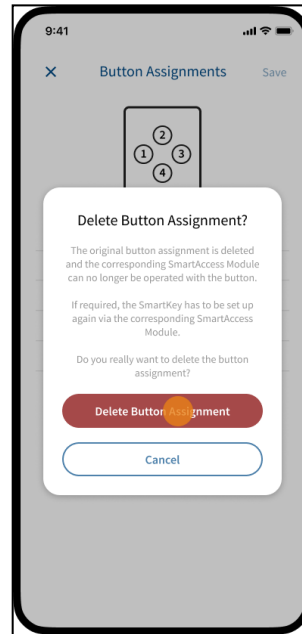 9:41
Button Assignments Save
2
1 3
4
Delete Button Assignment?
The original button assignment is deleted
and the corresponding SmartAccess Module
can no longer be operated with the button.
If required, the SmartKey has to be set up
again via the corresponding SmartAccess
Module.
Do you really want to delete the button
assignment?
Delete Button Assignment
Cancel